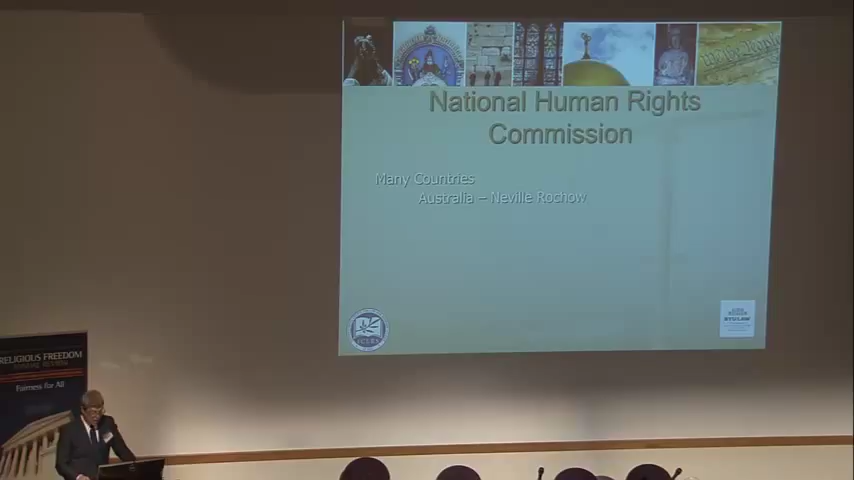 National Human Rights
Commission
Many Countries
Australia – Neville Rochow
RELIGIOUS FREEDOM
Fairness for All